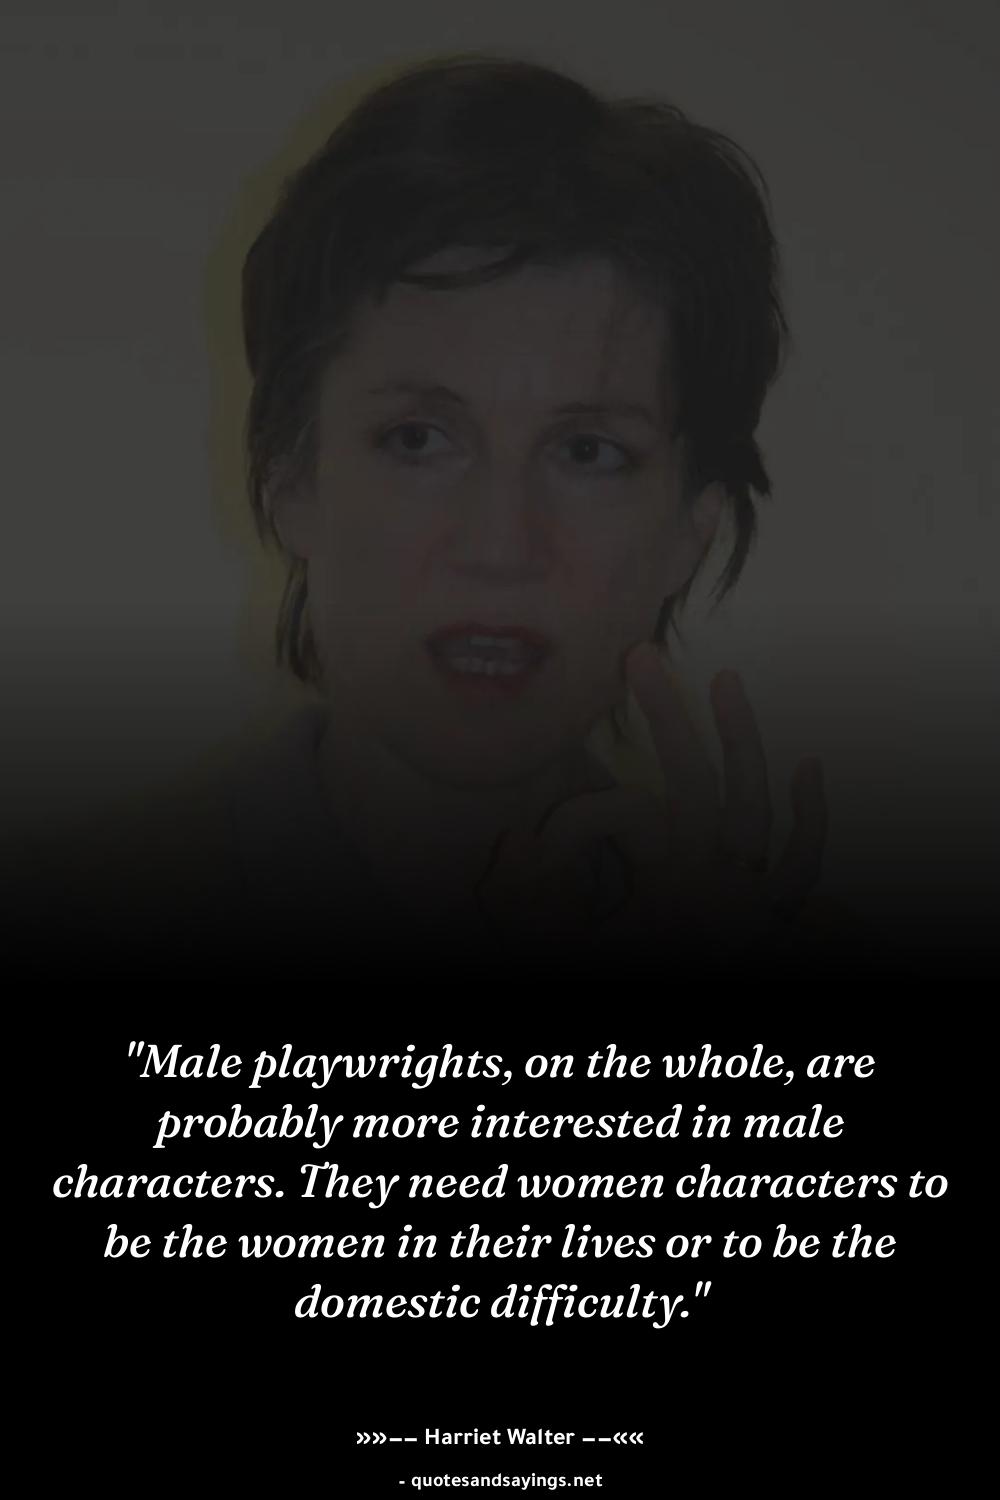 "Male playwrights, on the whole, are
probably more interested in male
characters. They need women characters to
be the women in their lives or to be the
domestic difficulty."
»»−− Harriet Walter −−««
- quotesandsayings.net